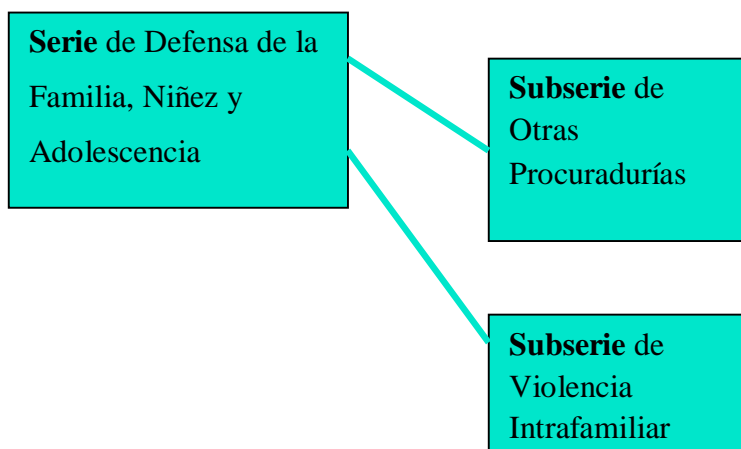 Serie de Defensa de la
Familia, Niñez y
Adolescencia
Subserie de
Otras
Procuradurías
Subserie de
Violencia
Intrafamiliar